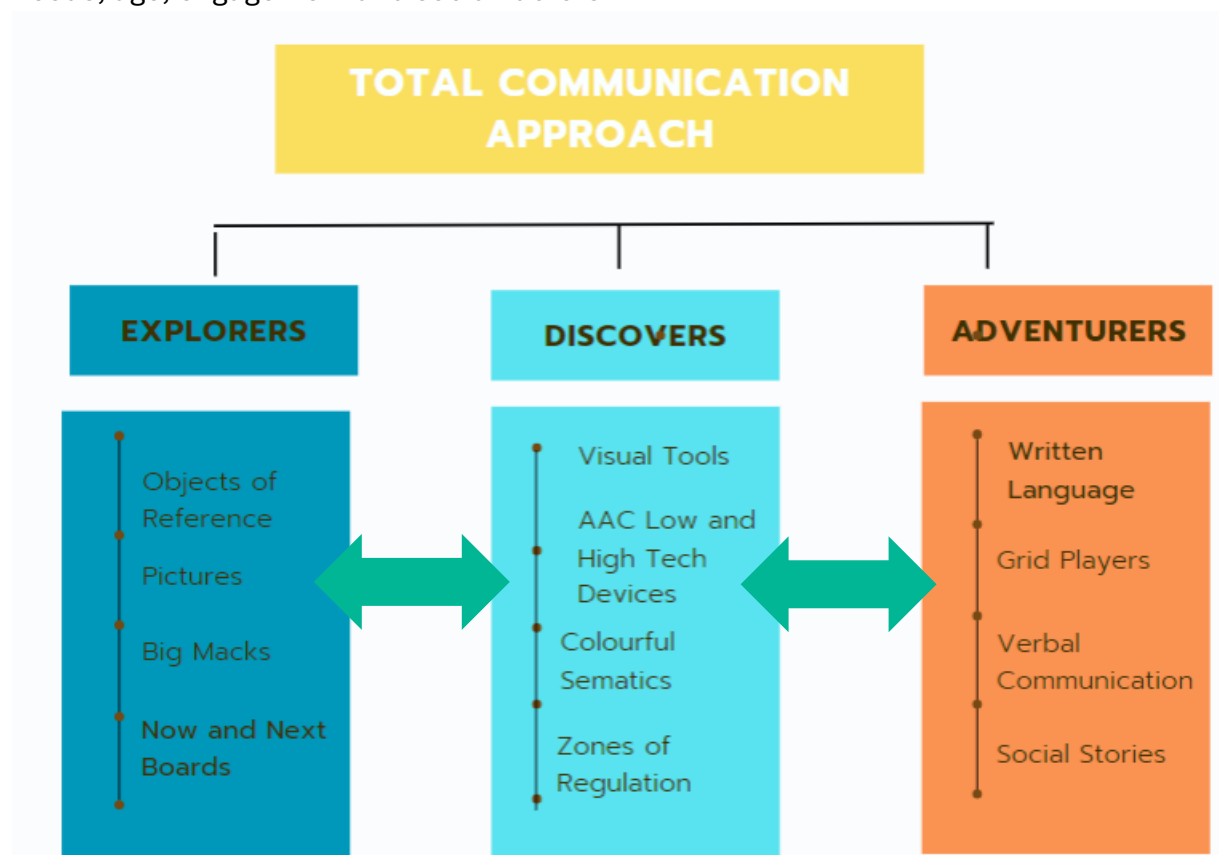 TOTAL COMMUNICATION
APPROACH
EXPLORERS
Objects of
Reference
Pictures
Big Macks
Now and Next
Boards
DISCOVERS
Visual Tools
AAC Low and
High Tech
Devices
Colourful
Sematics
Zones of
Regulation
ADVENTURERS
Written
Language
Grid Players
Verbal
Communication
Social Stories